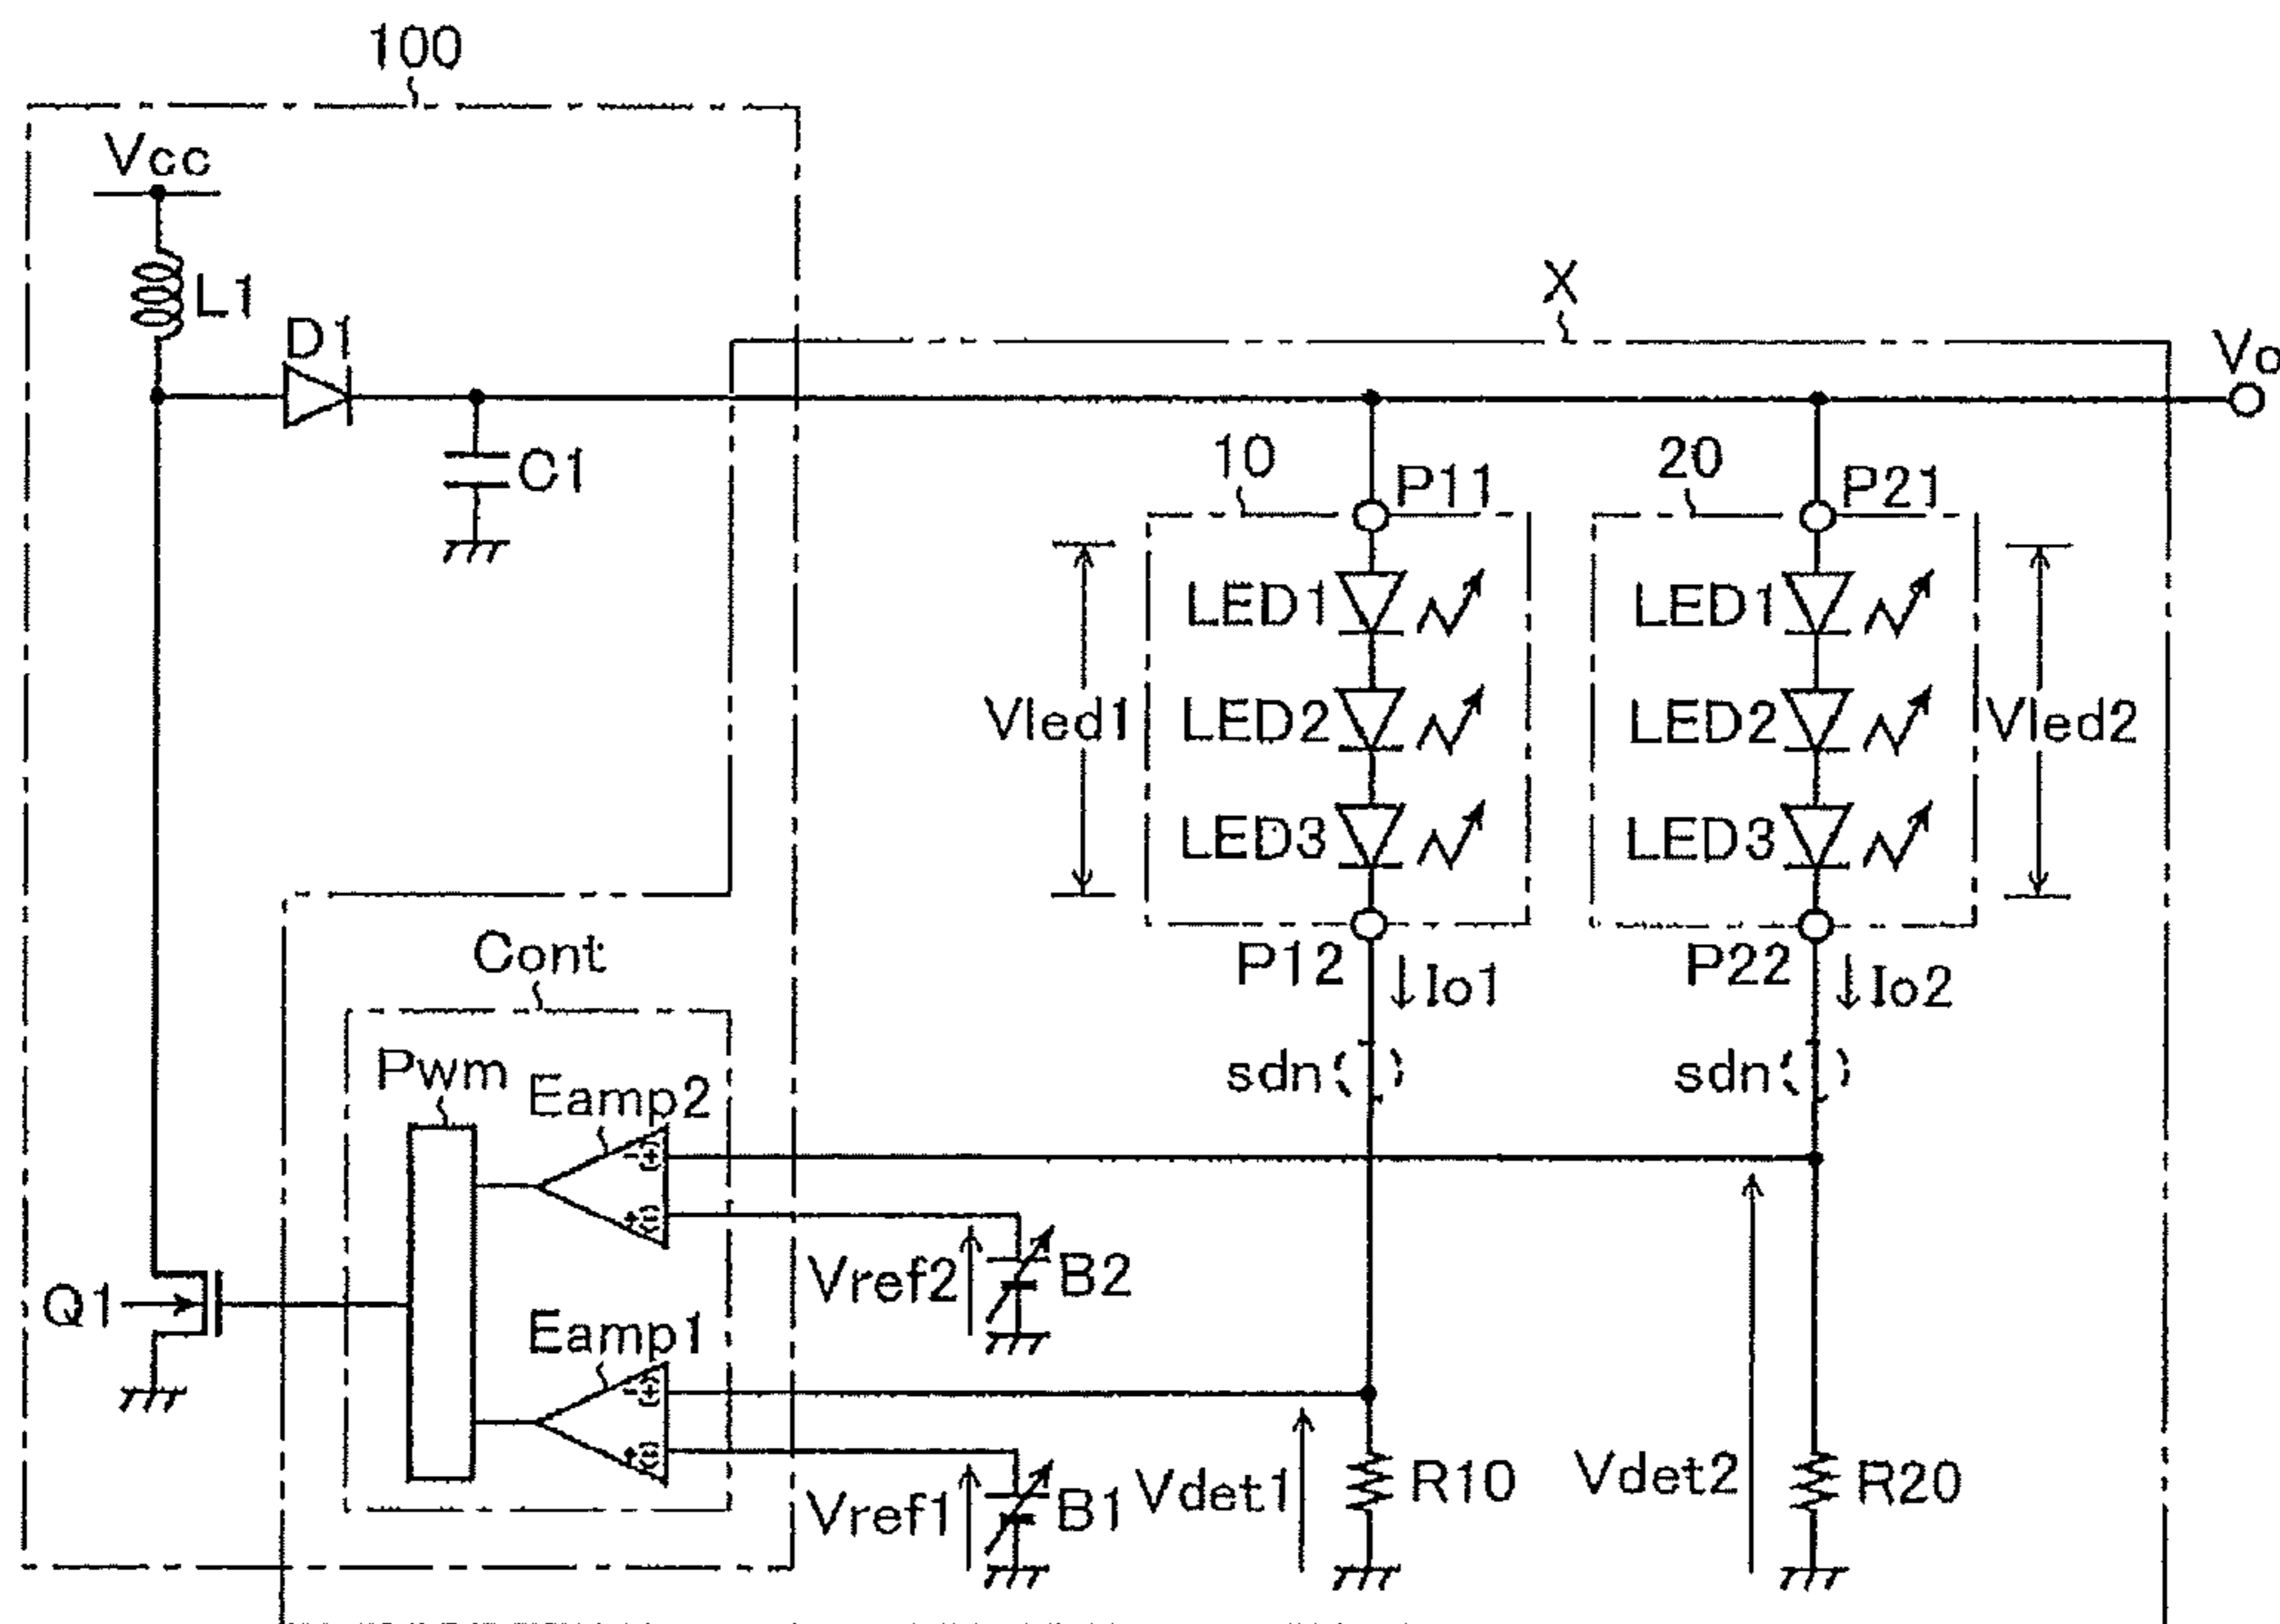 100
Vcc
L1
D1
X
Vo
C1
10
P11
20
P21
LED1
LED1
Vled1
LED2
LED2
Vled2
LED3
LED3
Cont
P12
Io1
P22
Io2
Pwm
Eamp2
sdn
sdn
- (+)
+ (-)
Vref2
B2
Q1
Eamp1
- (+)
+ (-)
Vref1
B1
Vdet1
R10
Vdet2
R20